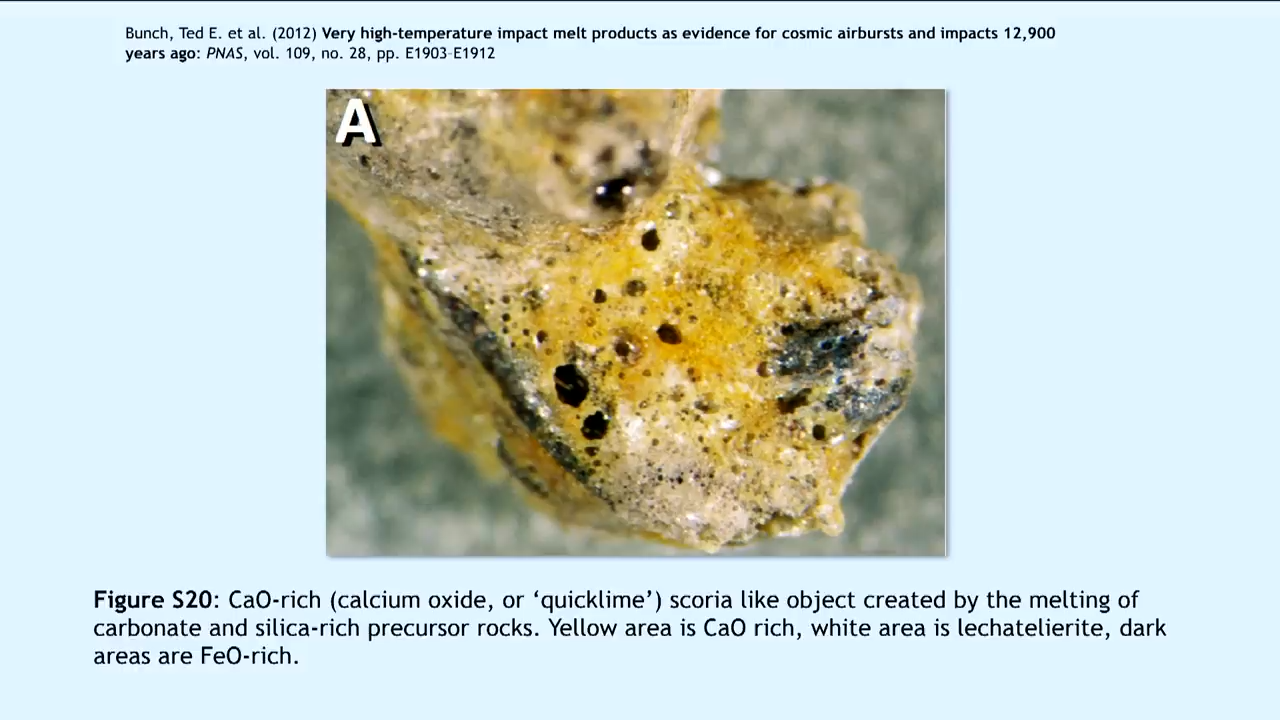 Bunch, Ted E. et al. (2012) Very high-temperature impact melt products as evidence for cosmic airbursts and impacts 12,900
years ago: PNAS, vol. 109, no. 28, pp. E1903-E1912
A
Figure S20: CaO-rich (calcium oxide, or ‘quicklime’) scoria like object created by the melting of
carbonate and silica-rich precursor rocks. Yellow area is CaO rich, white area is lechatelierite, dark
areas are FeO-rich.